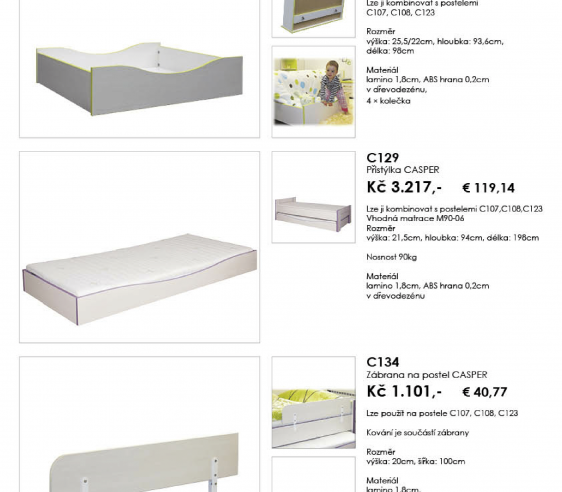 Lze ji kombinovat s postelemi
C107, C108, C123
Rozměr
výška: 25,5/22cm, hloubka: 93,6cm,
délka: 98cm
Materiál
lamino 1,8cm, ABS hrana 0,2cm
v dřevodezénu,
4 × kolečka
C129
Přistýlka CASPER
Kč 3.217,- € 119,14
Lze ji kombinovat s postelemi C107,C108,C123
Vhodná matrace M90-06
Rozměr
výška: 21,5cm, hloubka: 94cm, délka: 198cm
Nosnost 90kg
Materiál
lamino 1,8cm, ABS hrana 0,2cm
v dřevodezénu
C134
Zábrana na postel CASPER
Kč 1.101,- € 40,77
Lze použít na postele C107, C108, C123
Kování je součástí zábrany
Rozměr
výška: 20cm, šířka: 100cm
Materiál
lamino 1,8cm,